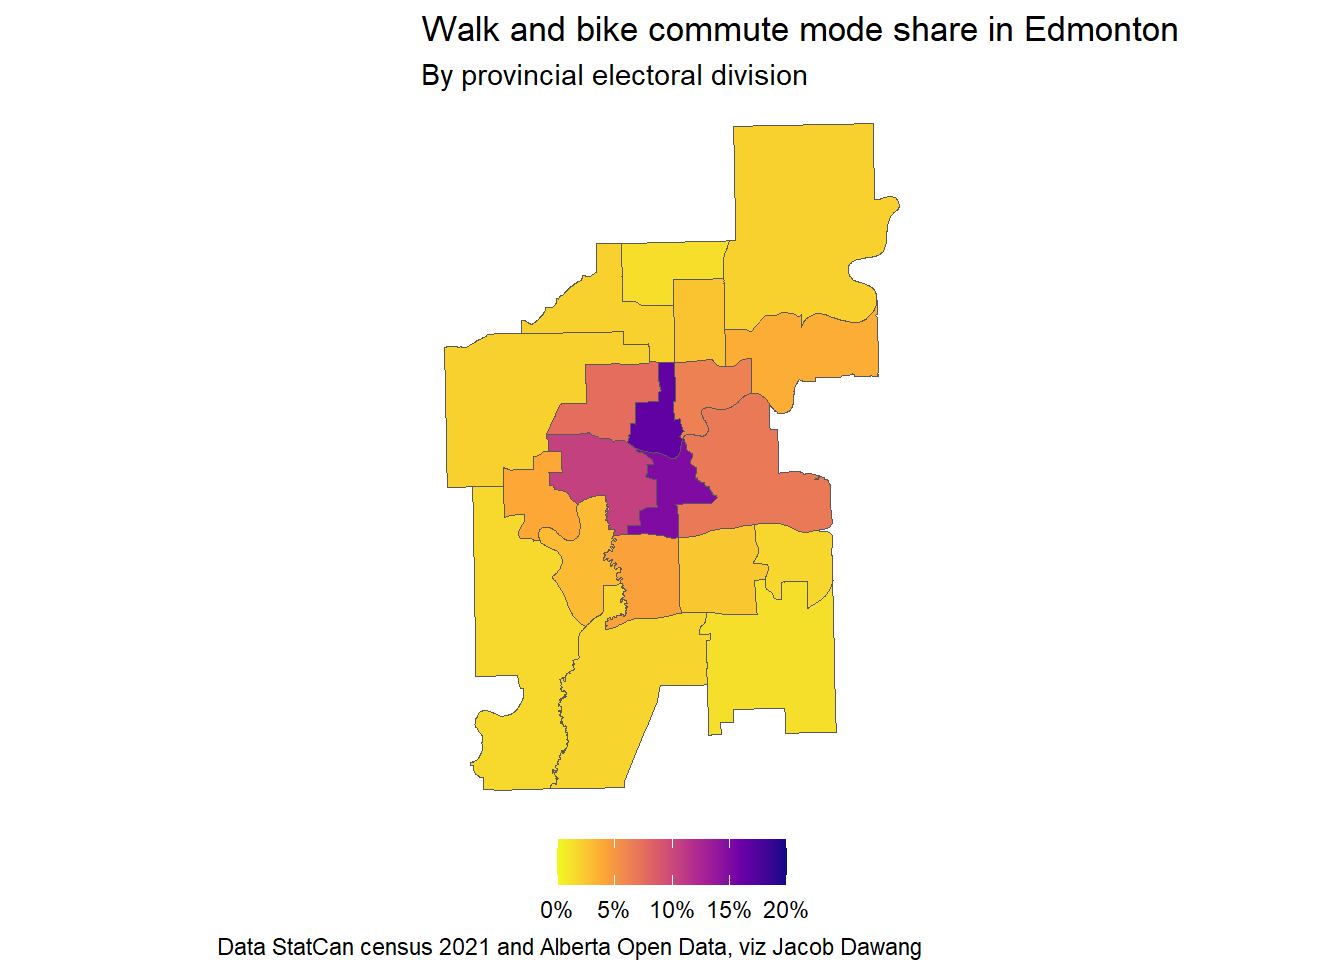 Walk and bike commute mode share in Edmonton
By provincial electoral division
0% 5% 10% 15% 20%
Data StatCan census 2021 and Alberta Open Data, viz Jacob Dawang